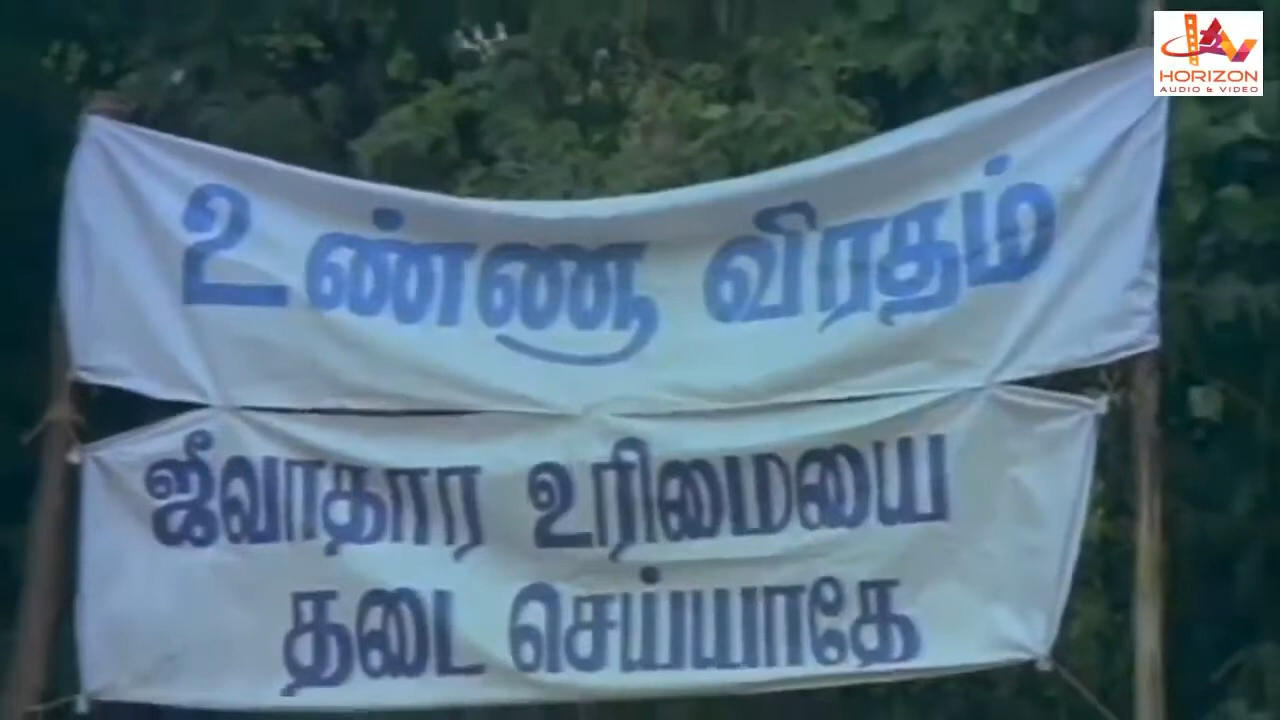 HORIZON
AUDIO & VIDEO
உண்ணூ விரதம்
ஜீவாதார உரிமையை
தடை செய்யாதே